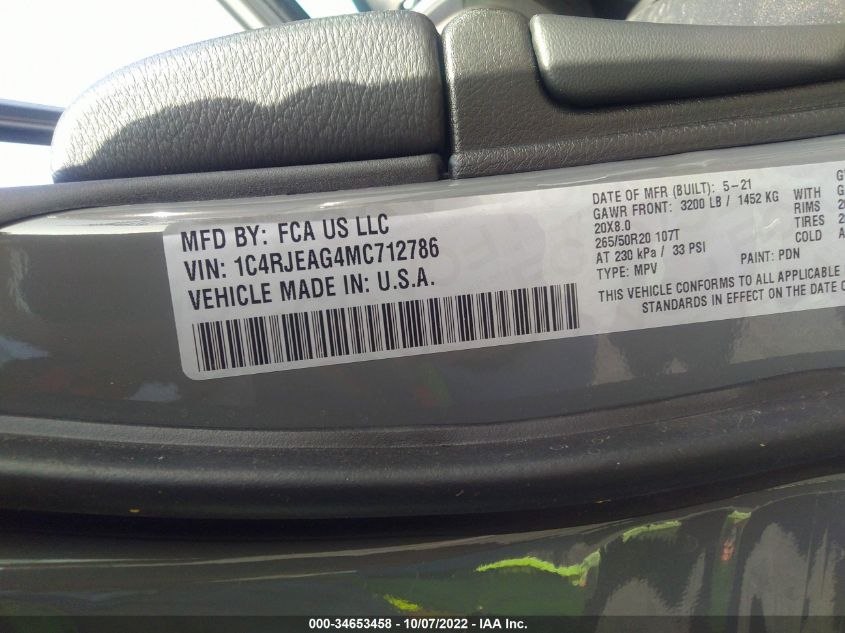 MFD BY: FCA US LLC
VIN: 1C4RJEAG4MC712786
VEHICLE MADE IN: U.S.A.
DATE OF MFR (BUILT): 5-21
GAWR FRONT: 3200 LB / 1452 KG WITH
20X8.0 RIMS
265/50R20 107T TIRES
AT 230 kPa / 33 PSI COLD
TYPE: MPV PAINT: PDN
THIS VEHICLE CONFORMS TO ALL APPLICABLE
STANDARDS IN EFFECT ON THE DATE
000-34653458 - 10/07/2022 - IAA Inc.